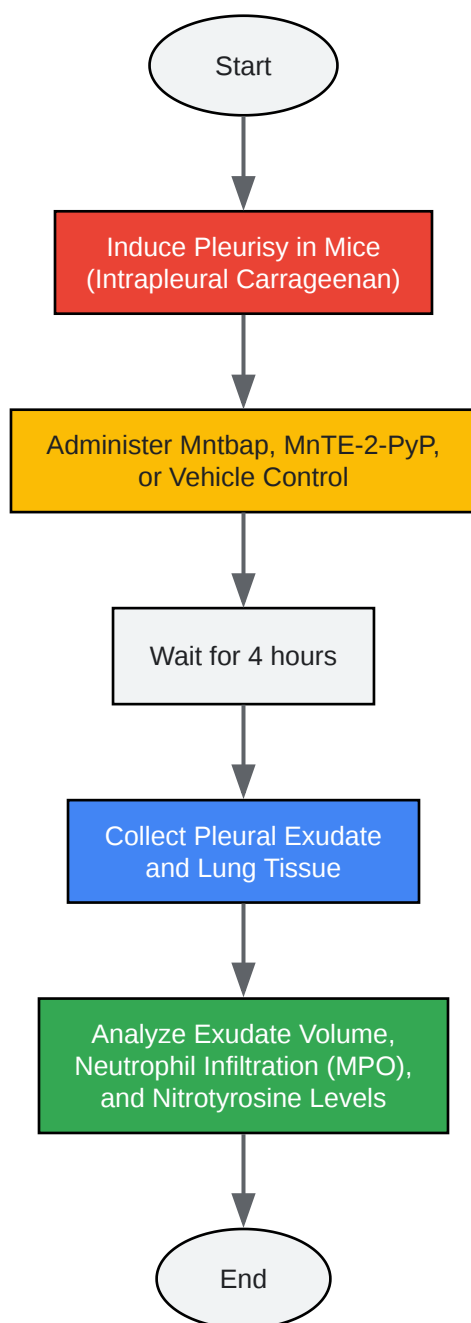 Start
Induce Pleurisy in Mice
(Intrapleural Carrageenan)
Administer Mntbap, MnTE-2-PyP,
or Vehicle Control
Wait for 4 hours
Collect Pleural Exudate
and Lung Tissue
Analyze Exudate Volume,
Neutrophil Infiltration (MPO),
and Nitrotyrosine Levels
End